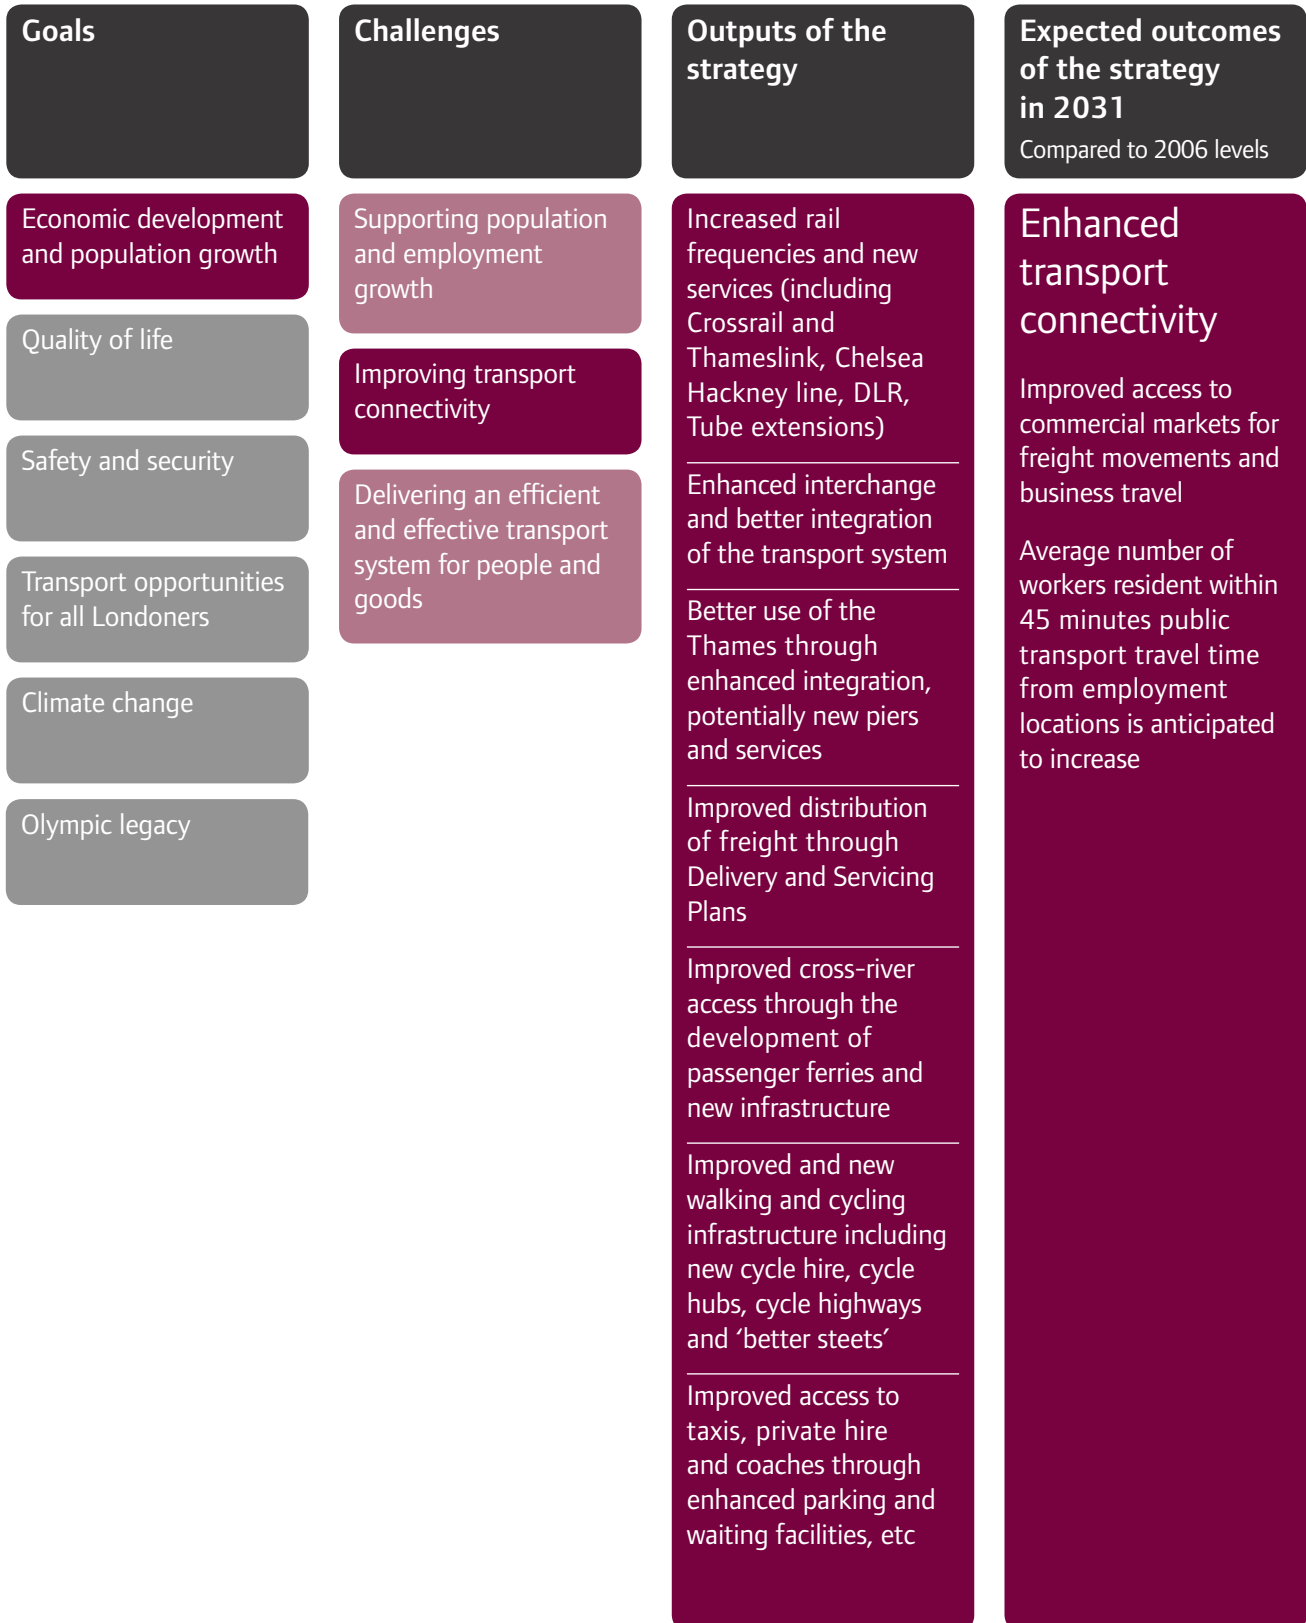 Goals
Economic development
and population growth
Quality of life
Safety and security
Transport opportunities
for all Londoners
Climate change
Olympic legacy
Challenges
Supporting population
and employment
growth
Improving transport
connectivity
Delivering an efficient
and effective transport
system for people and
goods
Outputs of the
strategy
Increased rail
frequencies and new
services (including
Crossrail and
Thameslink, Chelsea
Hackney line, DLR,
Tube extensions)
Enhanced interchange
and better integration
of the transport system
Better use of the
Thames through
enhanced integration,
potentially new piers
and services
Improved distribution
of freight through
Delivery and Servicing
Plans
Improved cross-river
access through the
development of
passenger ferries and
new infrastructure
Improved and new
walking and cycling
infrastructure including
new cycle hire, cycle
hubs, cycle highways
and ‘better steets’
Improved access to
taxis, private hire
and coaches through
enhanced parking and
waiting facilities, etc
Expected outcomes
of the strategy
in 2031
Compared to 2006 levels
Enhanced
transport
connectivity
Improved access to
commercial markets for
freight movements and
business travel
Average number of
workers resident within
45 minutes public
transport travel time
from employment
locations is anticipated
to increase